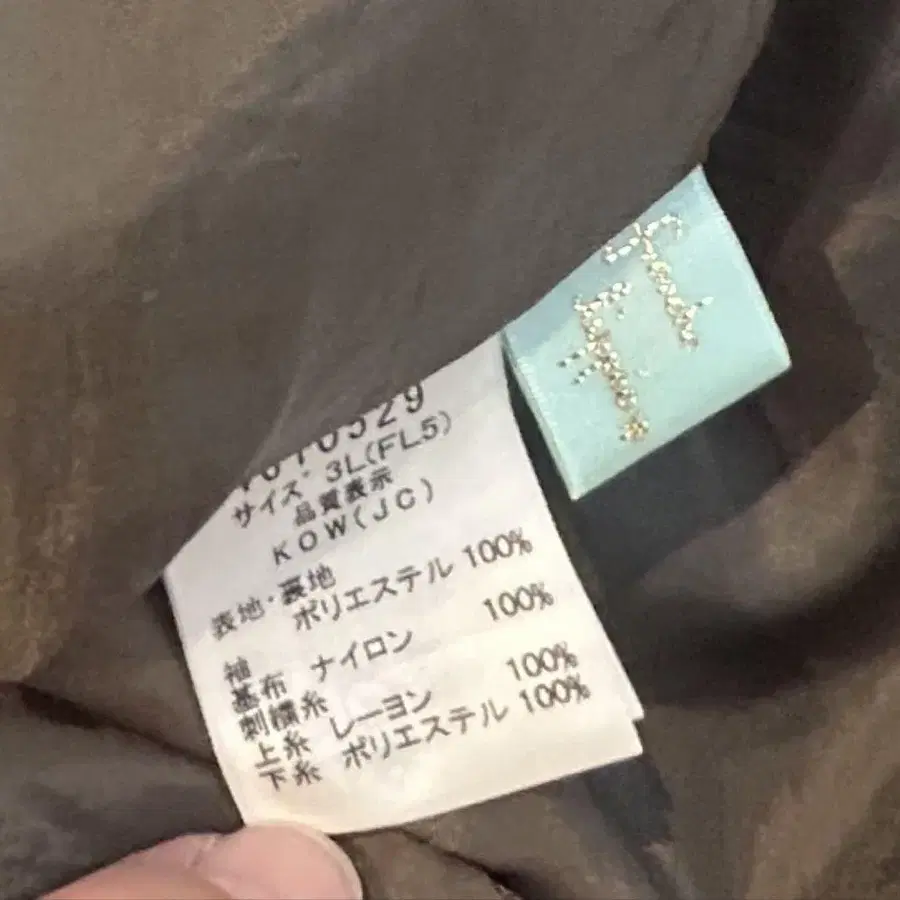 サイズ 3L(FL5)
品質表示
KOW(JC)
表地・裏地
ポリエステル 100%
袖
基布 ナイロン 100%
刺繍糸
上糸 レーヨン 100%
下糸 ポリエステル 100%